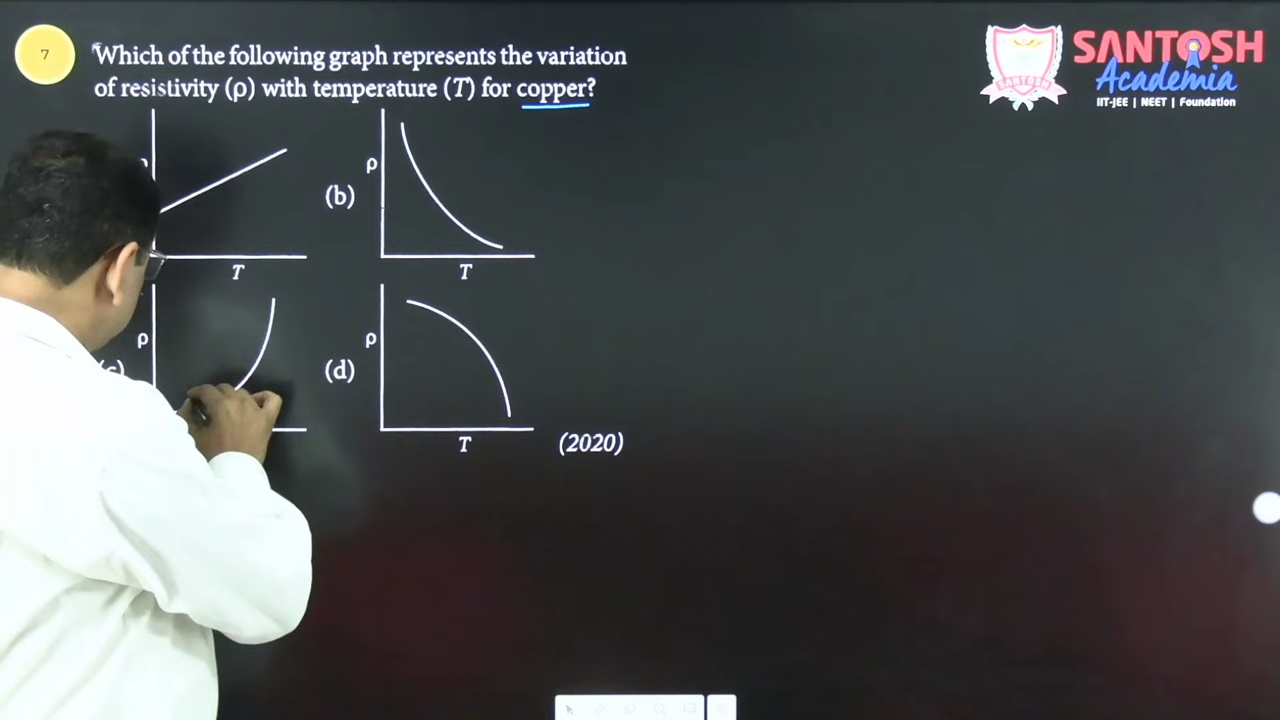 7
Which of the following graph represents the variation
of resistivity (ρ) with temperature (T) for copper?
SANTOSH
Academia
IIT-JEE | NEET | Foundation
SANTOSH
(b)
ρ
T
T
ρ
(d)
ρ
T
(2020)